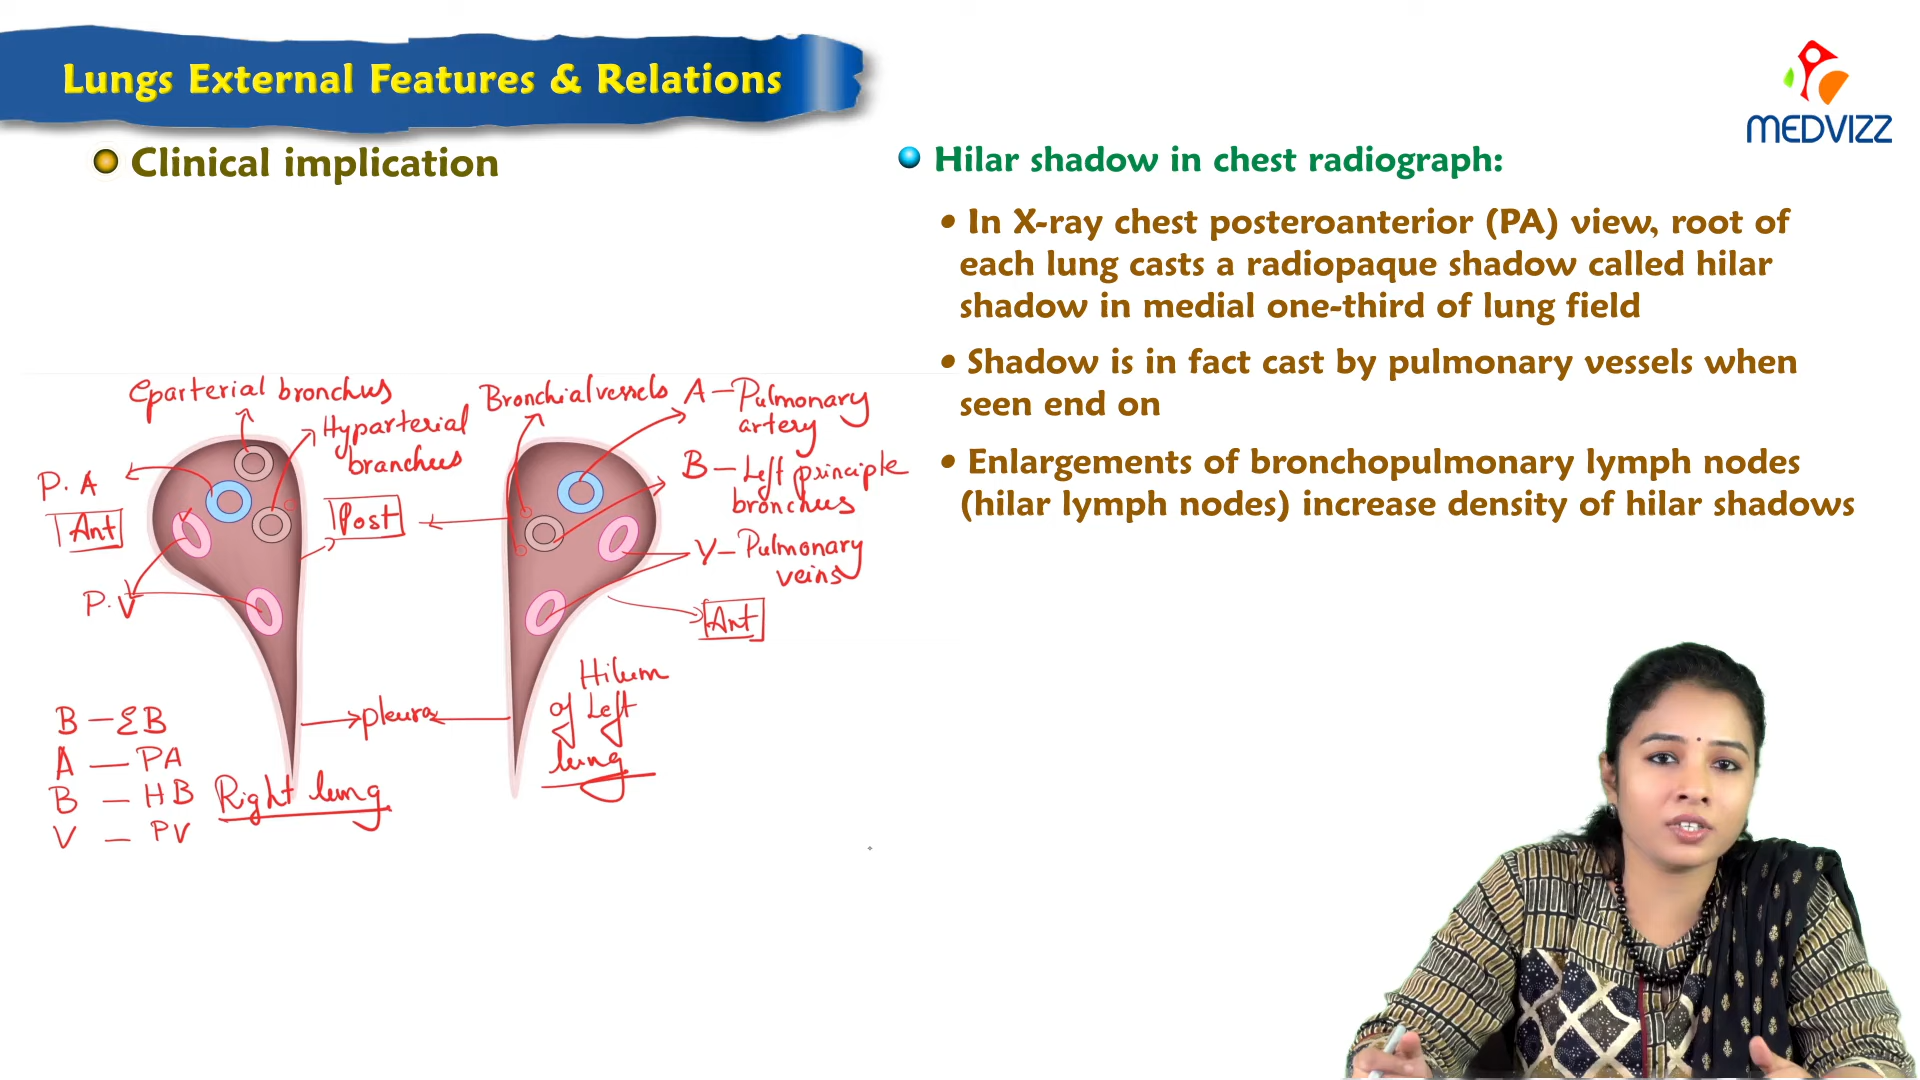 Lungs External Features & Relations
MEDVIZZ
Clinical implication
Hilar shadow in chest radiograph:
• In X-ray chest posteroanterior (PA) view, root of
each lung casts a radiopaque shadow called hilar
shadow in medial one-third of lung field
• Shadow is in fact cast by pulmonary vessels when
seen end on
• Enlargements of bronchopulmonary lymph nodes
(hilar lymph nodes) increase density of hilar shadows
Eparterial bronchus
Hyparterial
branchus
P. A
Ant
Post
P. V
Bronchial vessels
A – Pulmonary
artery
B – Left principle
bronchus
V – Pulmonary
veins
Ant
pleura
Hilum
of Left
lung
B – EB
A – PA
B – HB
V – PV
Right lung